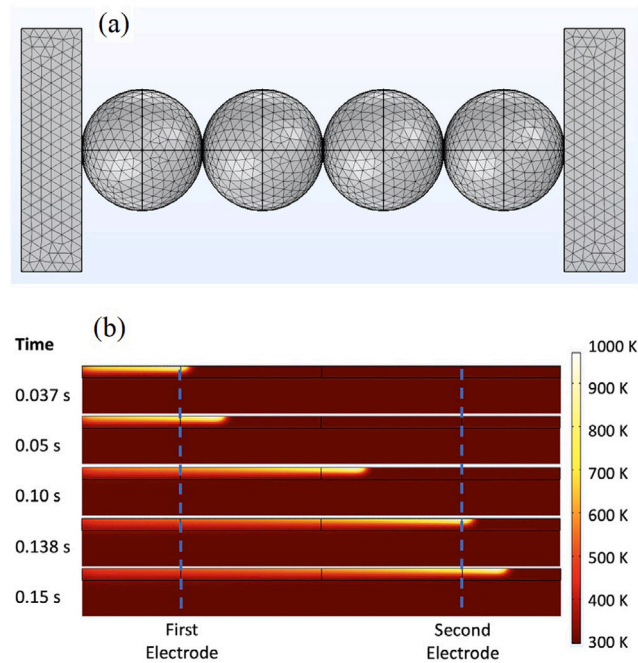 (a)
(b)
Time
0.037 s
0.05 s
0.10 s
0.138 s
0.15 s
1000 K
900 K
800 K
700 K
600 K
500 K
400 K
300 K
First
Electrode
Second
Electrode